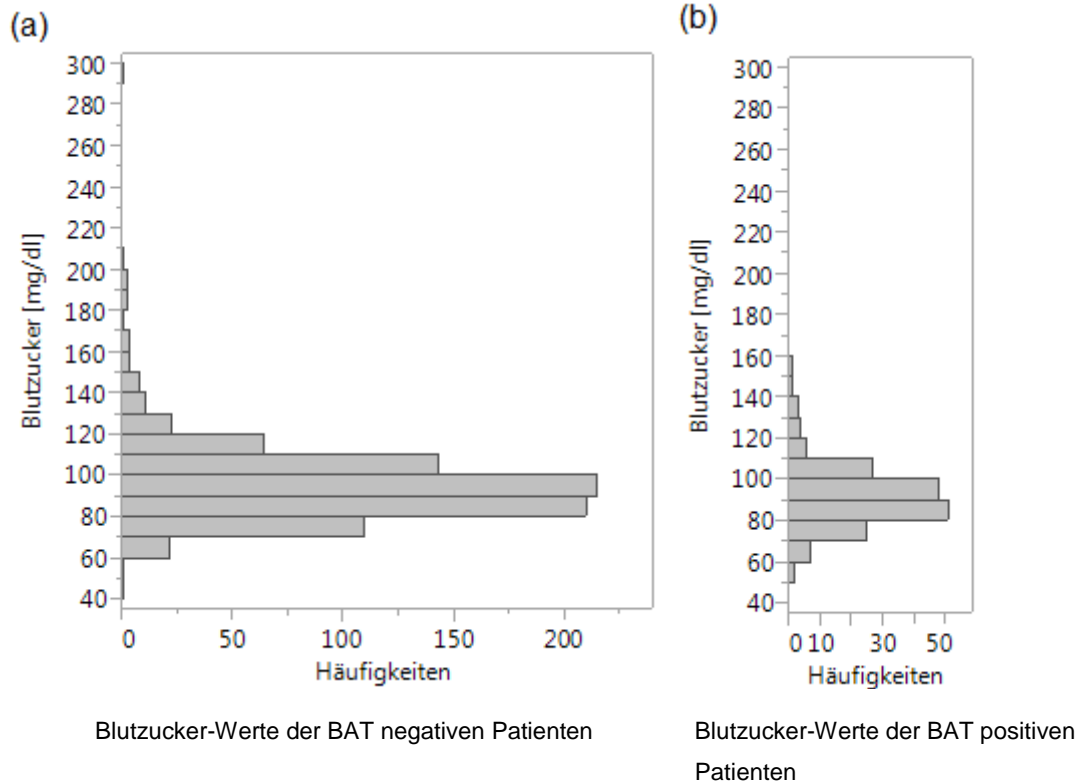 (a)
300
280
260
240
220
200
180
160
140
120
100
80
60
40
Blutzucker [mg/dl]
0 50 100 150 200
Häufigkeiten
Blutzucker-Werte der BAT negativen Patienten
(b)
300
280
260
240
220
200
180
160
140
120
100
80
60
40
Blutzucker [mg/dl]
0 10 30 50
Häufigkeiten
Blutzucker-Werte der BAT positiven
Patienten